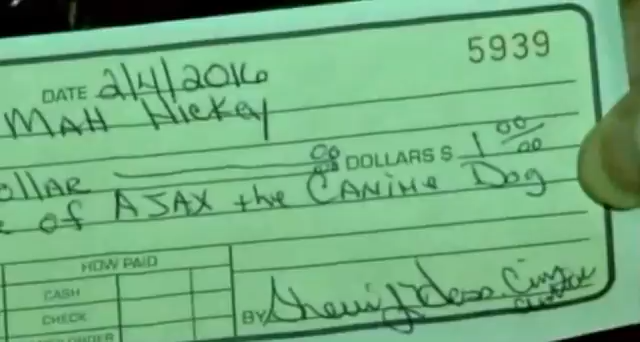 5939
DATE 2/4/2016
Matt Hickey
ollar 00 DOLLARS $ 1 00/00
e of AJAX the CANINE Dog
HOW PAID
CASH
CHECK
ORDER
BY